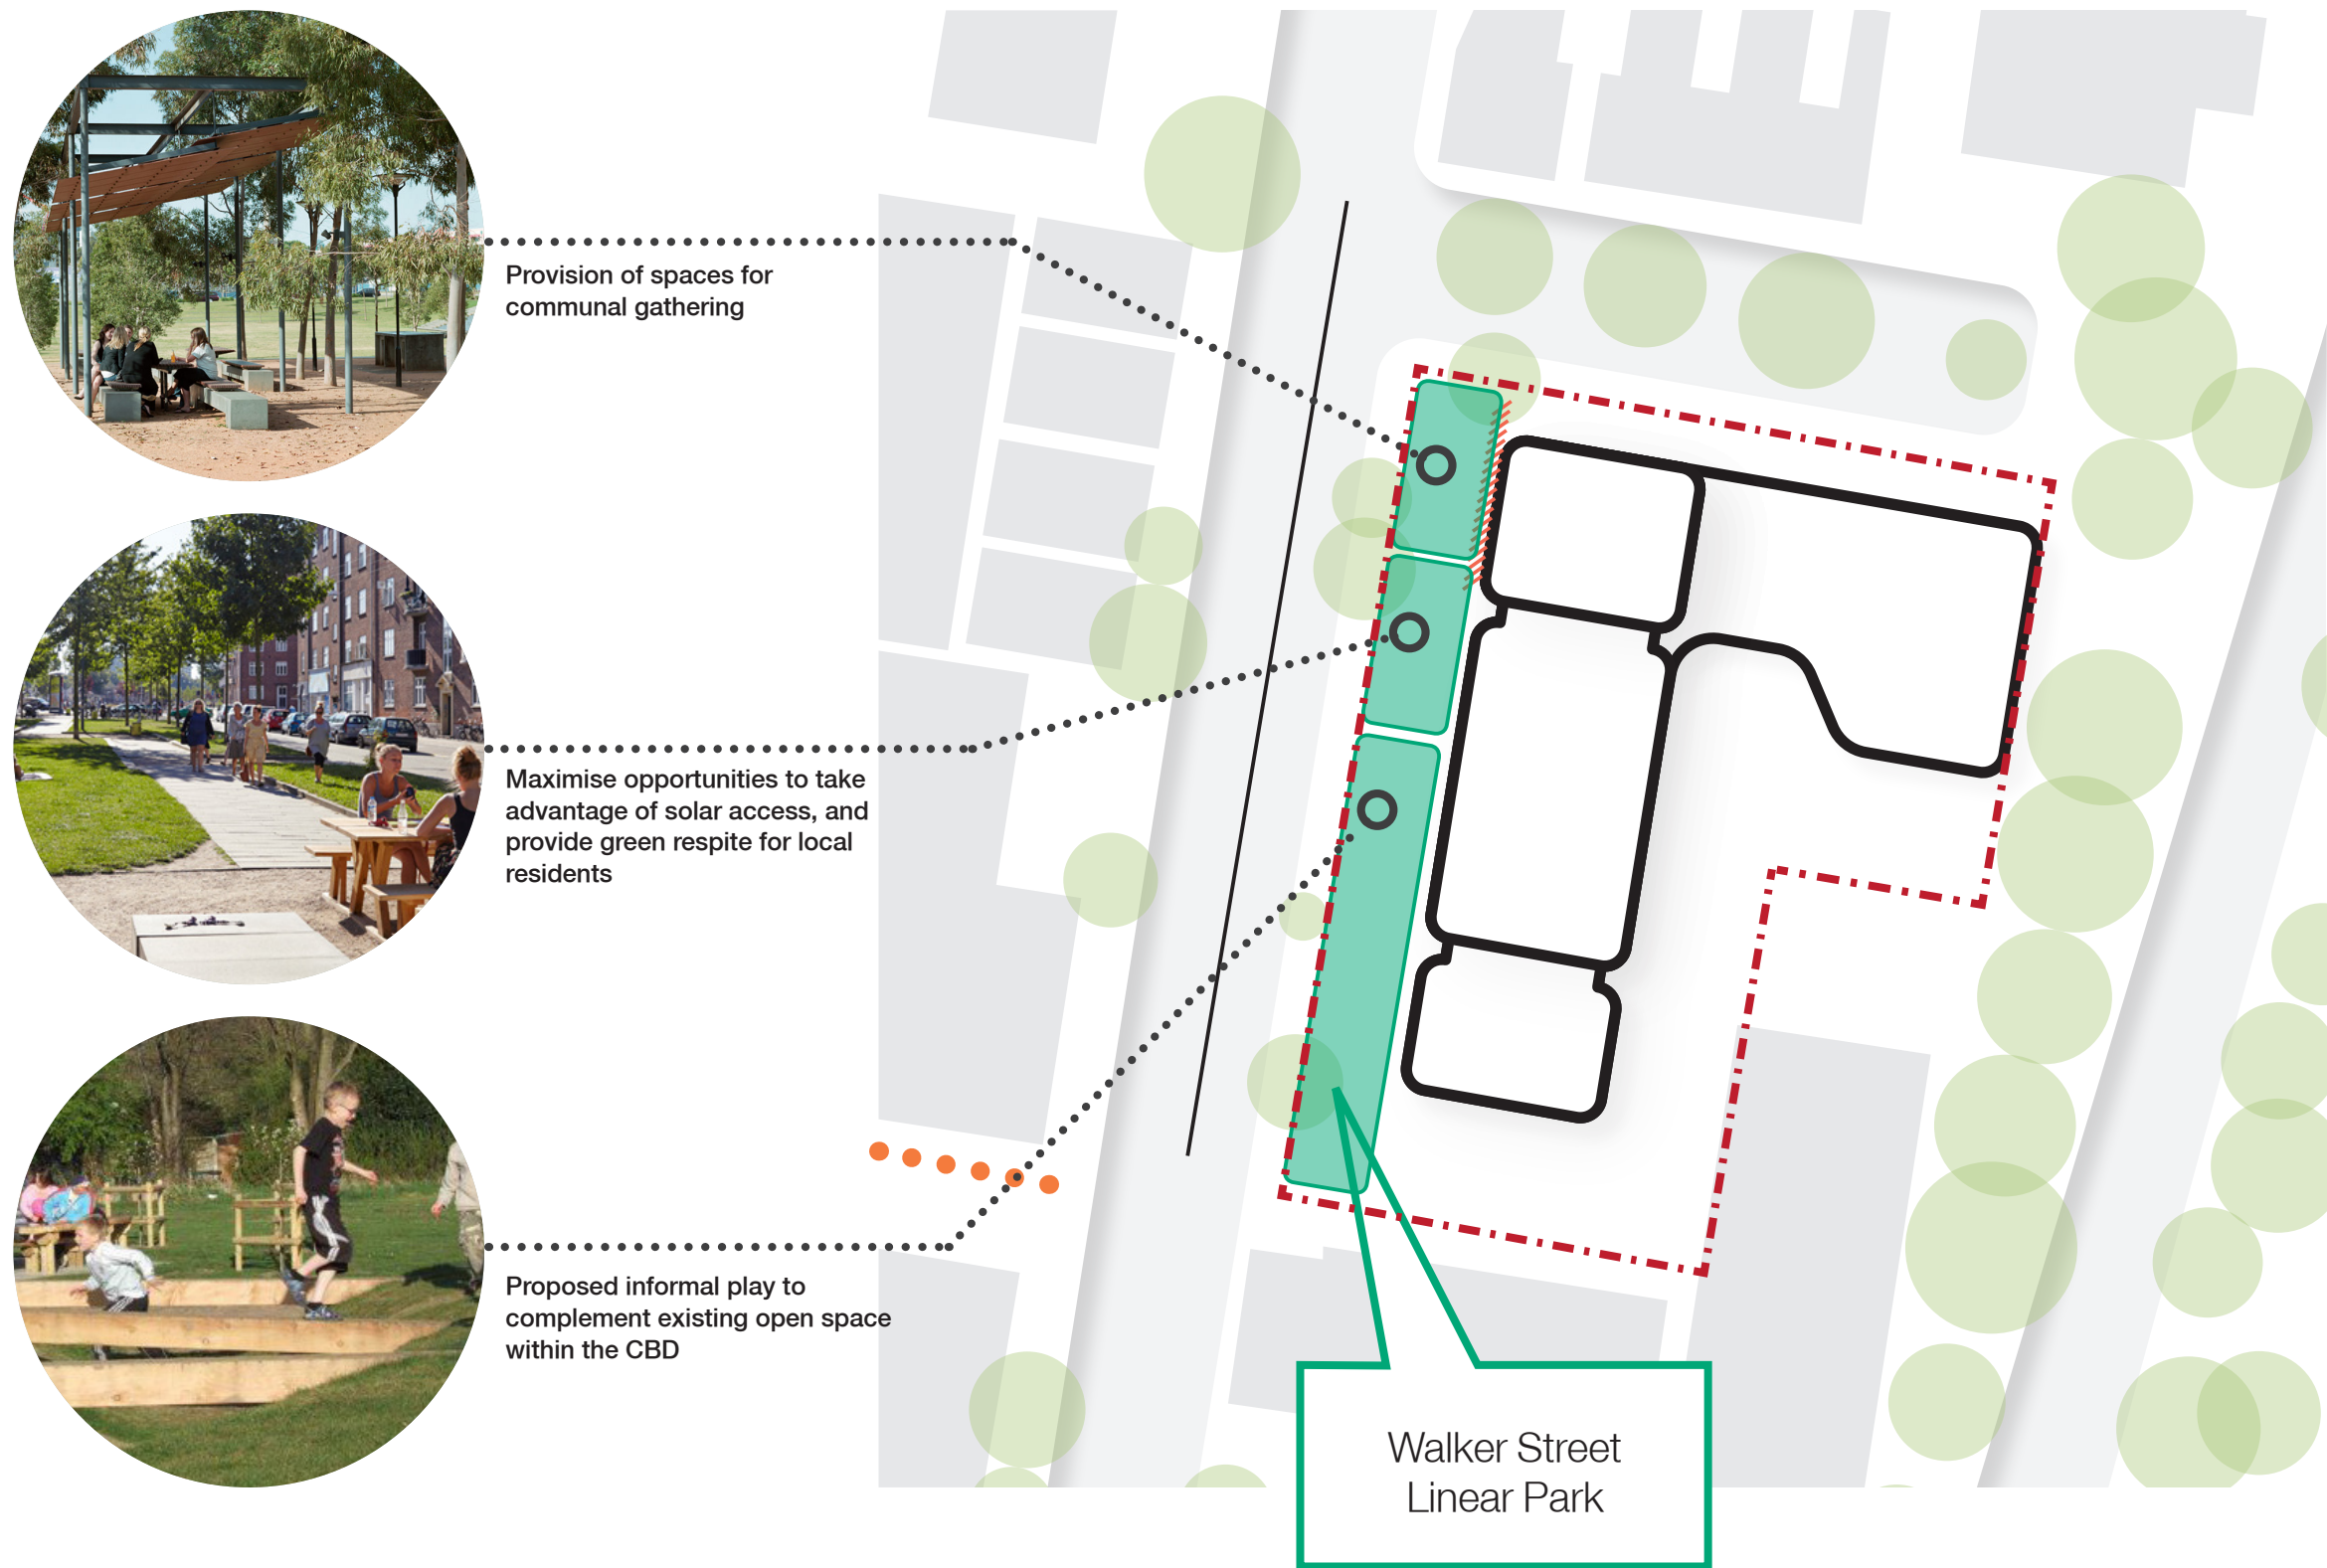 Provision of spaces for
communal gathering
Maximise opportunities to take
advantage of solar access, and
provide green respite for local
residents
Proposed informal play to
complement existing open space
within the CBD
Walker Street
Linear Park